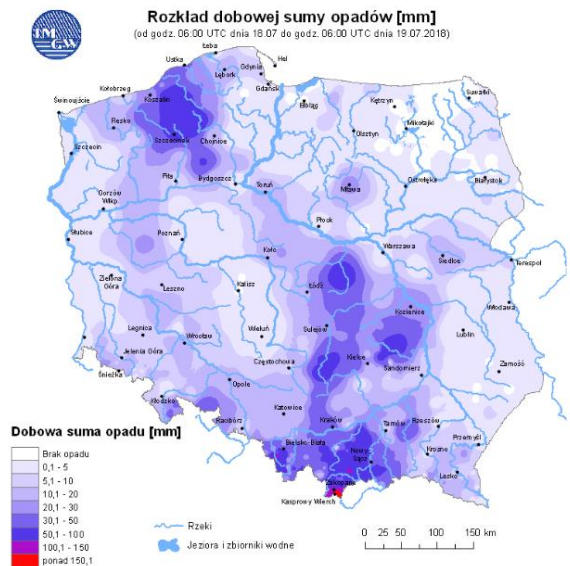 IM
GW
Rozkład dobowej sumy opadów [mm]
(od godz. 06:00 UTC dnia 18.07 do godz. 06:00 UTC dnia 19.07.2018)
Łeba
Ustka
Hel
Gdynia
Lębork
Gdańsk
Kołobrzeg
Koszalin
Elbląg
Kętrzyn
Suwałki
Świnoujście
Resko
Olsztyn
Mikołajki
Szczecin
Szczecinek
Chojnice
Piła
Bydgoszcz
Toruń
Mława
Ostrołęka
Białystok
Gorzów
Wlkp.
Płock
Słubice
Poznań
Koło
Warszawa
Siedlce
Terespol
Zielona
Góra
Leszno
Kalisz
Łódź
Kozienice
Włodawa
Legnica
Wrocław
Wieluń
Sulejów
Lublin
Jelenia Góra
Śnieżka
Częstochowa
Kielce
Sandomierz
Zamość
Opole
Kłodzko
Katowice
Racibórz
Kraków
Tarnów
Rzeszów
Przemyśl
Bielsko-Biała
Nowy
Sącz
Krosno
Lesko
Zakopane
Kasprowy Wierch
Dobowa suma opadu [mm]
Brak opadu
0,1 - 5
5,1 - 10
10,1 - 20
20,1 - 30
30,1 - 50
50,1 - 100
100,1 - 150
ponad 150,1
Rzeki
Jeziora i zbiorniki wodne
0 25 50 100 150 km